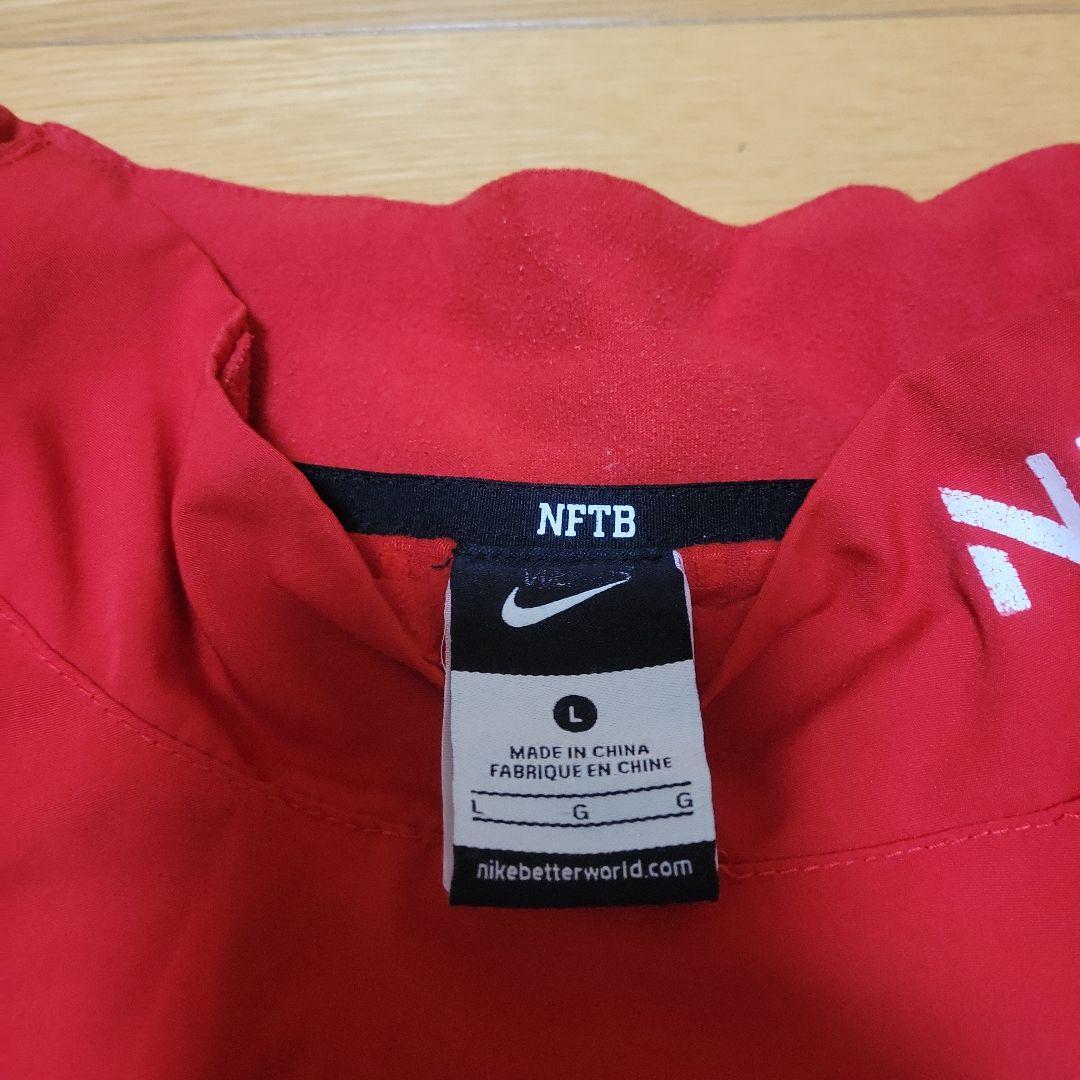 NFTB
L
MADE IN CHINA
FABRIQUE EN CHINE
L G G
nikebetterworld.com